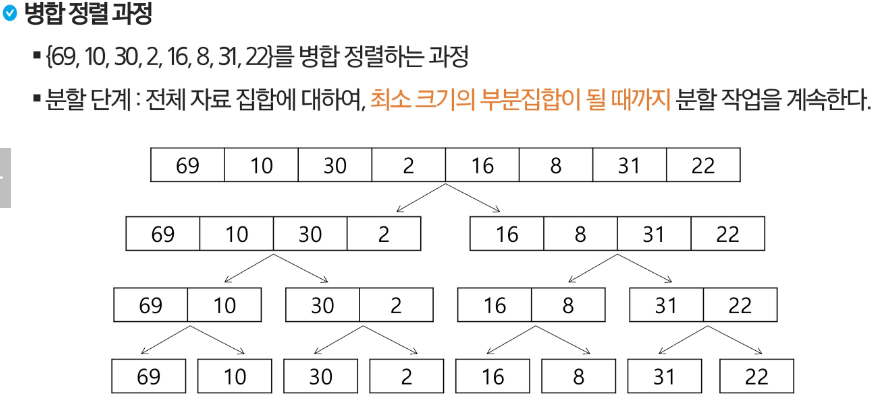 병합 정렬 과정
▪ {69, 10, 30, 2, 16, 8, 31, 22}를 병합 정렬하는 과정
▪ 분할 단계 : 전체 자료 집합에 대하여, 최소 크기의 부분집합이 될 때까지 분할 작업을 계속한다.
69 10 30 2 16 8 31 22
69 10 30 2 16 8 31 22
69 10 30 2 16 8 31 22
69 10 30 2 16 8 31 22